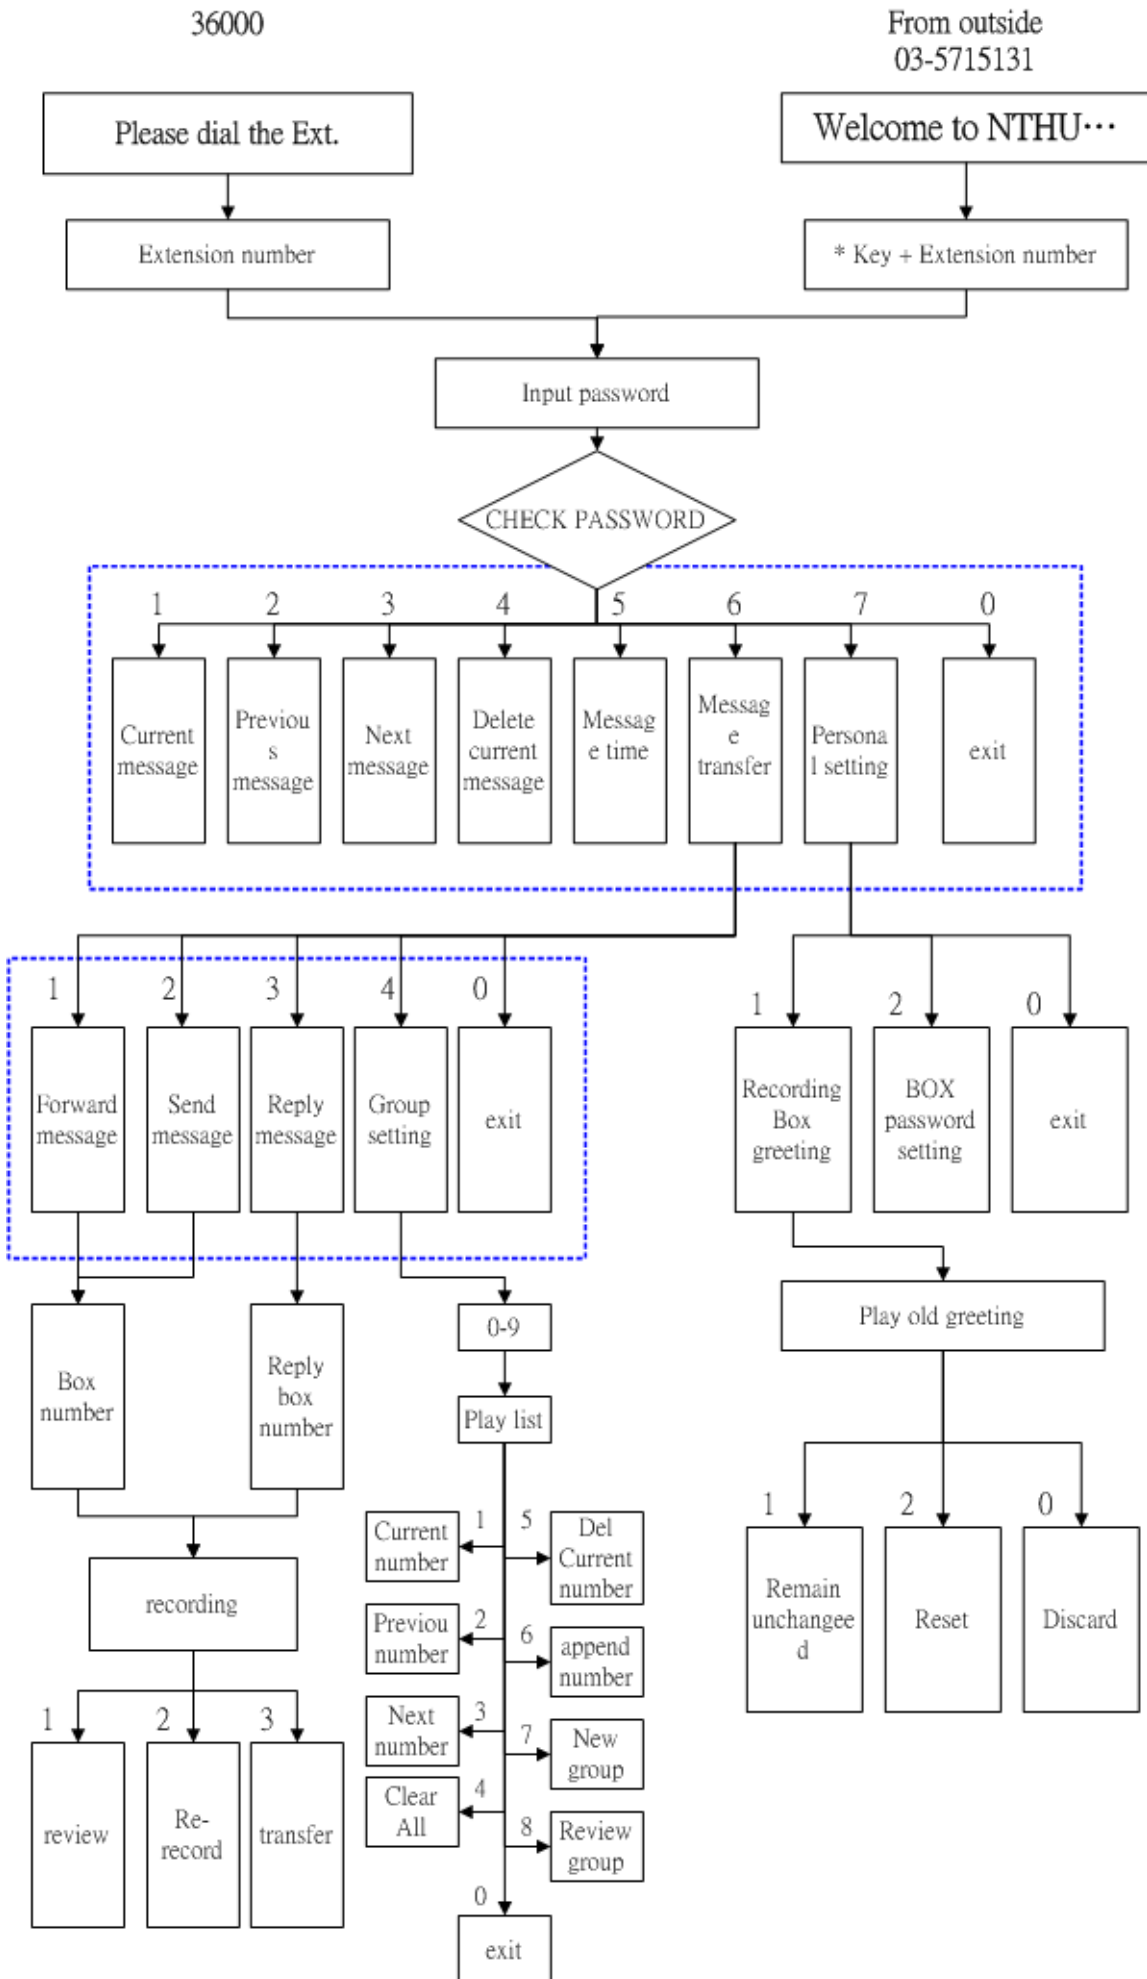 36000
From outside
03-5715131
Please dial the Ext.
Welcome to NTHU⋯
Extension number
* Key + Extension number
Input password
CHECK PASSWORD
1
2
3
4
5
6
7
0
Current
message
Previou
s
message
Next
message
Delete
current
message
Messag
e time
Messag
e
transfer
Persona
l setting
exit
1
2
3
4
0
Forward
message
Send
message
Reply
message
Group
setting
exit
1
2
0
Recording
Box
greeting
BOX
password
setting
exit
Box
number
Reply
box
number
0-9
Play list
Play old greeting
recording
1
2
3
review
Re-
record
transfer
1
Current
number
5
Del
Current
number
2
Previou
number
6
append
number
3
Next
number
7
New
group
4
Clear
All
8
Review
group
0
exit
1
2
0
Remain
unchangee
d
Reset
Discard